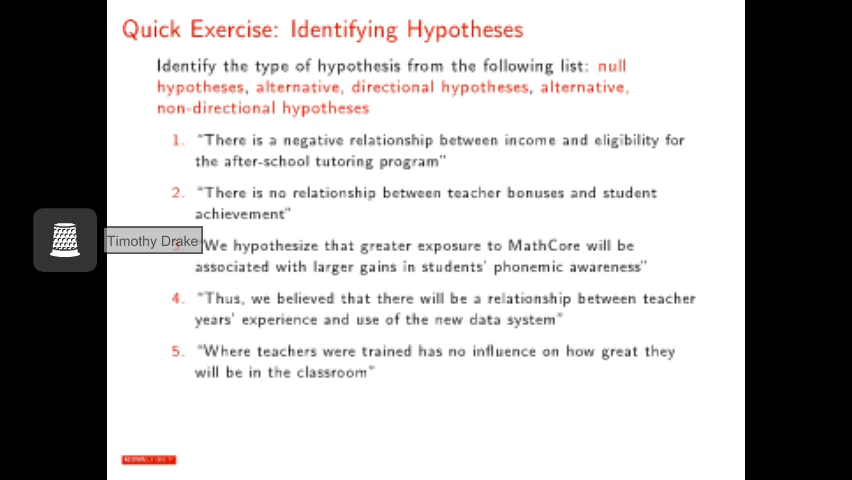 Quick Exercise: Identifying Hypotheses
Identify the type of hypothesis from the following list: null
hypotheses, alternative, directional hypotheses, alternative,
non-directional hypotheses
1. "There is a negative relationship between income and eligibility for
the after-school tutoring program"
2. "There is no relationship between teacher bonuses and student
achievement"
Timothy Drake
3. "We hypothesize that greater exposure to MathCore will be
associated with larger gains in students' phonemic awareness"
4. "Thus, we believed that there will be a relationship between teacher
years' experience and use of the new data system"
5. "Where teachers were trained has no influence on how great they
will be in the classroom"